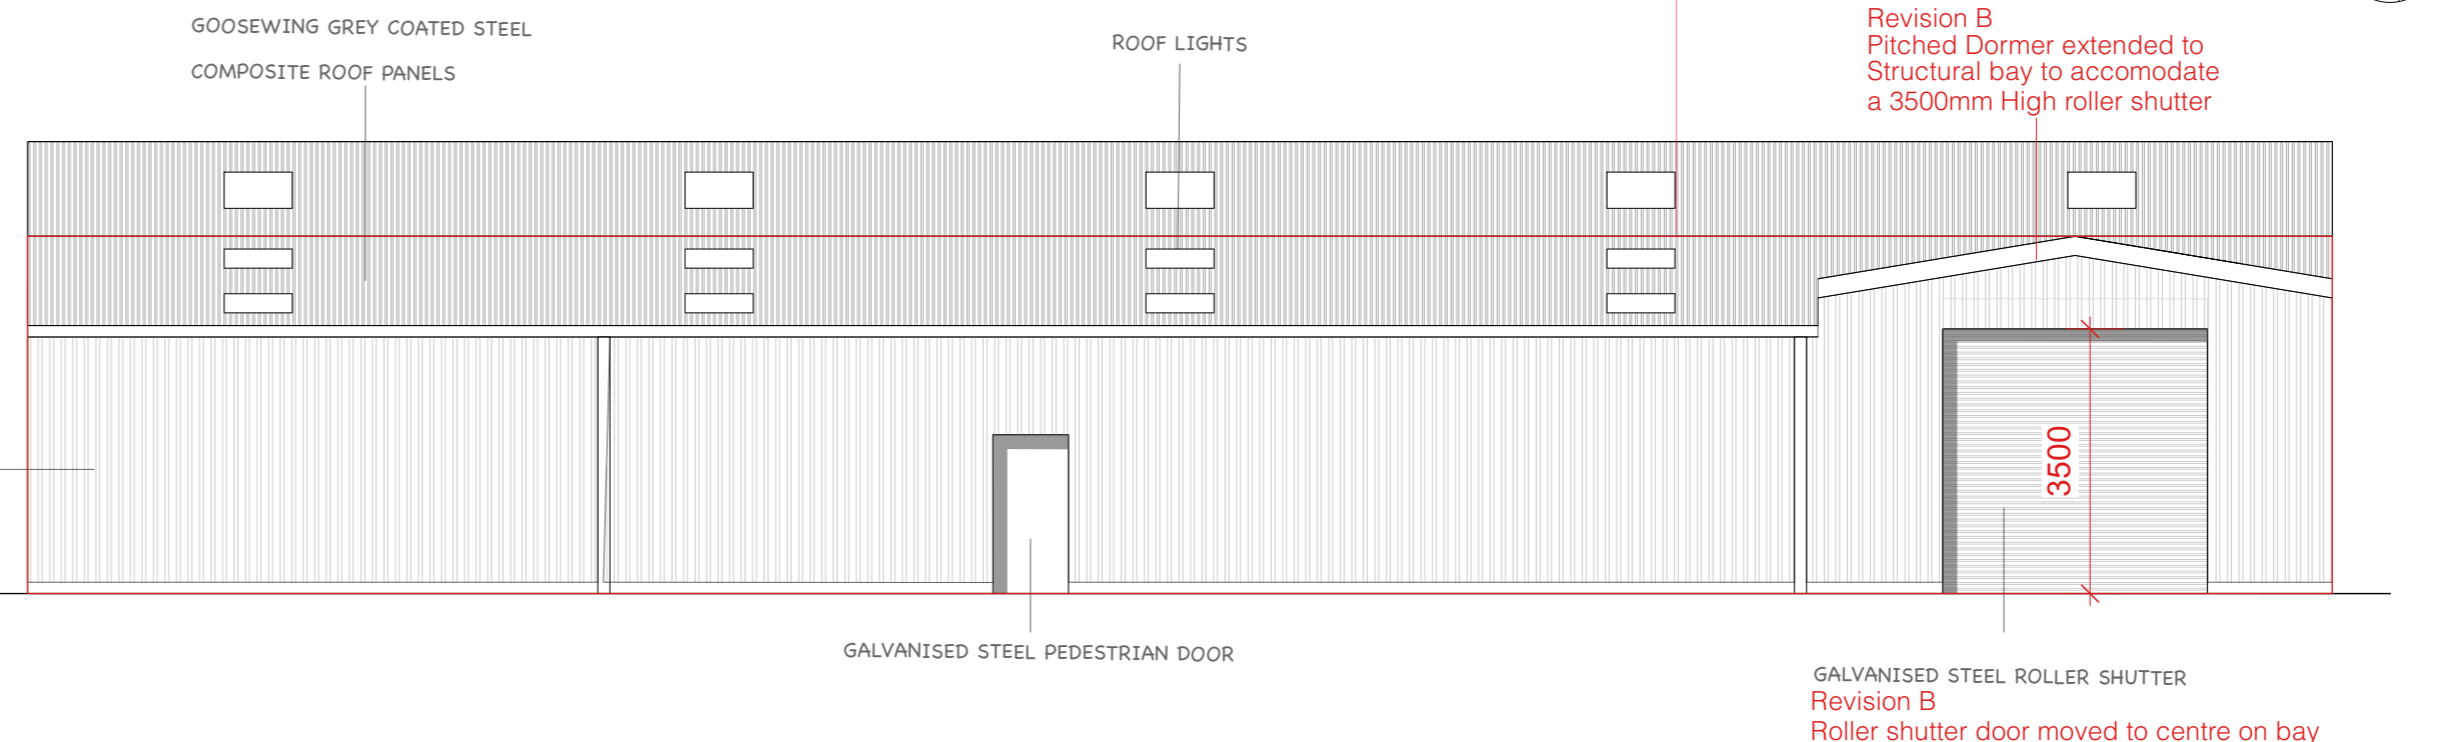 GOOSEWING GREY COATED STEEL
COMPOSITE ROOF PANELS
ROOF LIGHTS
Revision B
Pitched Dormer extended to
Structural bay to accomodate
a 3500mm High roller shutter
3500
GALVANISED STEEL PEDESTRIAN DOOR
GALVANISED STEEL ROLLER SHUTTER
Revision B
Roller shutter door moved to centre on bay